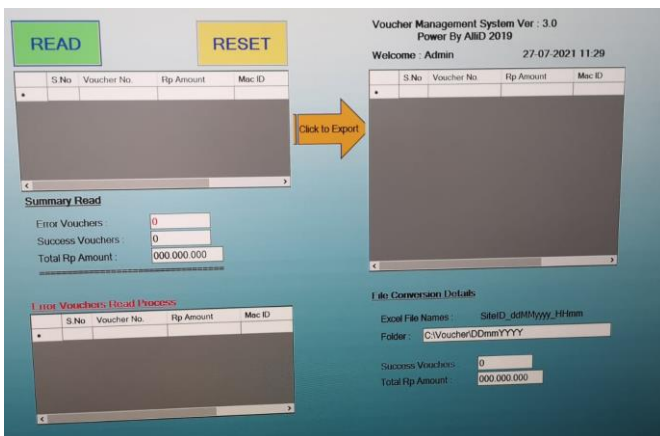 READ
RESET
S.No Voucher No. Rp Amount Mac ID
Summary Read
Error Vouchers : 0
Success Vouchers : 0
Total Rp Amount : 000.000.000
Error Vouchers Read Process
S.No Voucher No. Rp Amount Mac ID
Click to Export
Voucher Management System Ver : 3.0
Power By AlliD 2019
Welcome : Admin 27-07-2021 11:29
S.No Voucher No. Rp Amount Mac ID
File Conversion Details
Excel File Names : SiteID_ddMMyyyy_HHmm
Folder : C:\Voucher\DDmmYYYY
Success Vouchers : 0
Total Rp Amount : 000.000.000